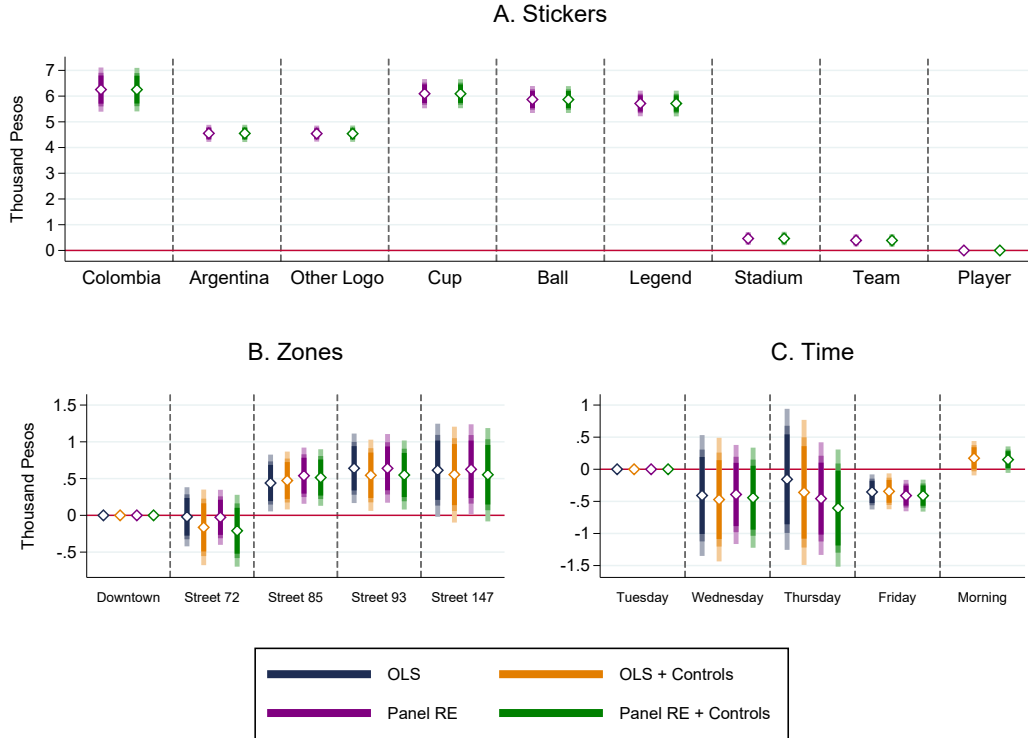 A. Stickers
Thousand Pesos
7
6
5
4
3
2
1
0
Colombia Argentina Other Logo Cup Ball Legend Stadium Team Player
B. Zones
Thousand Pesos
1.5
1
.5
0
-.5
Downtown Street 72 Street 85 Street 93 Street 147
C. Time
1
.5
0
-.5
-1
-1.5
Tuesday Wednesday Thursday Friday Morning
OLS OLS + Controls
Panel RE Panel RE + Controls